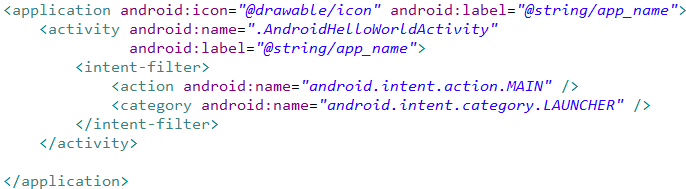 <application android:icon="@drawable/icon" android:label="@string/app_name">
    <activity android:name=".AndroidHelloWorldActivity"
              android:label="@string/app_name">
        <intent-filter>
            <action android:name="android.intent.action.MAIN" />
            <category android:name="android.intent.category.LAUNCHER" />
        </intent-filter>
    </activity>

</application>